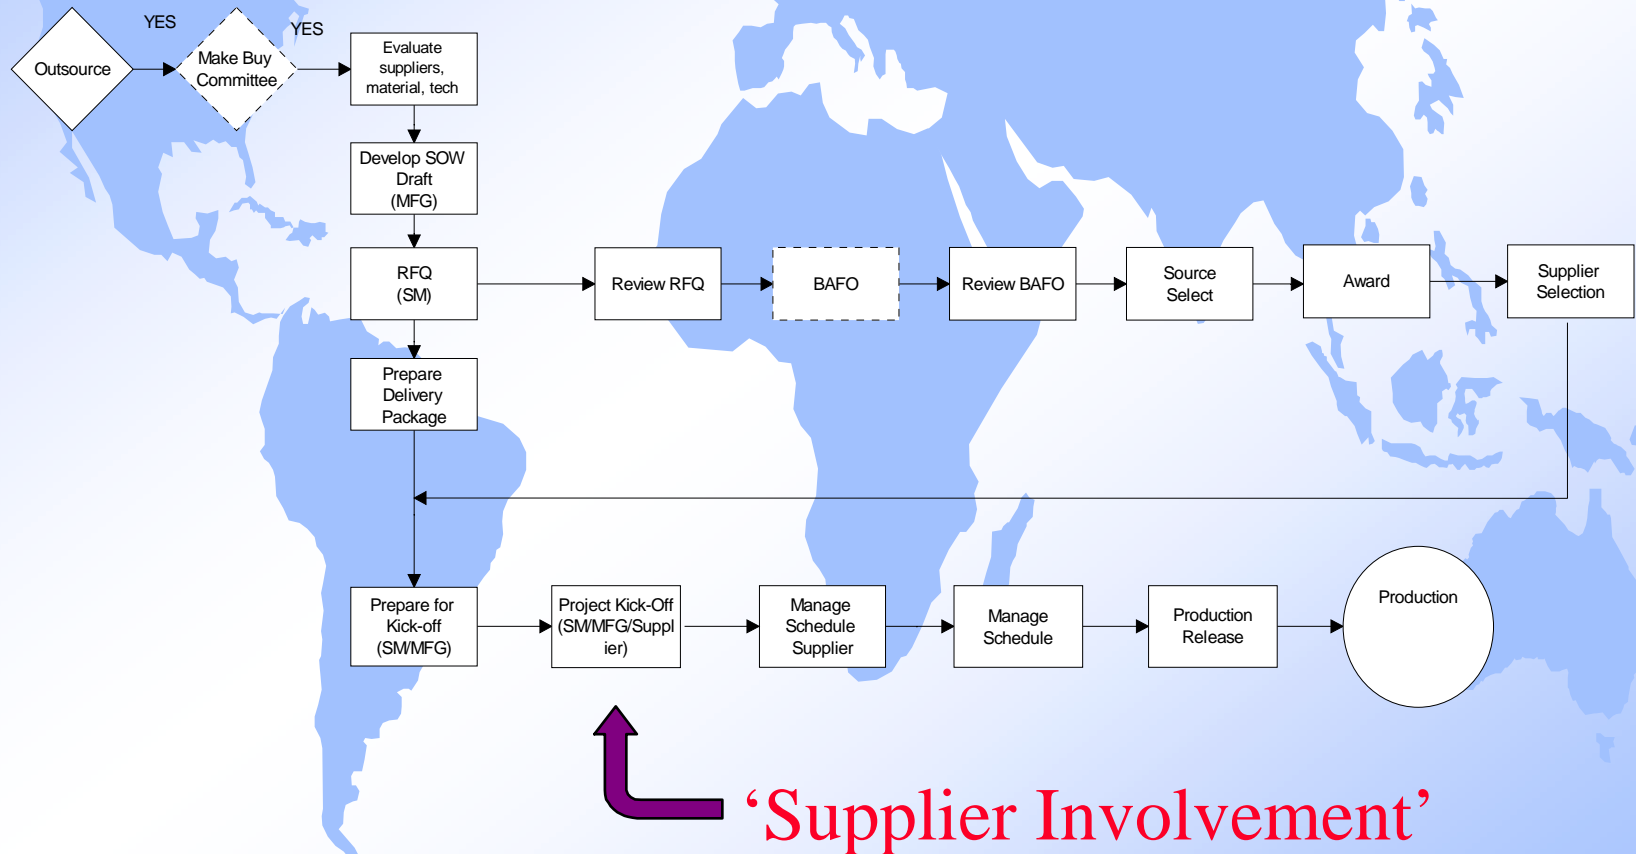 Outsource
YES
Make Buy
Committee
YES
Evaluate
suppliers,
material, tech
Develop SOW
Draft
(MFG)
RFQ
(SM)
Review RFQ
BAFO
Review BAFO
Source
Select
Award
Supplier
Selection
Prepare
Delivery
Package
Prepare for
Kick-off
(SM/MFG)
Project Kick-Off
(SM/MFG/Suppl
ier)
Manage
Schedule
Supplier
Manage
Schedule
Production
Release
Production
‘Supplier Involvement’